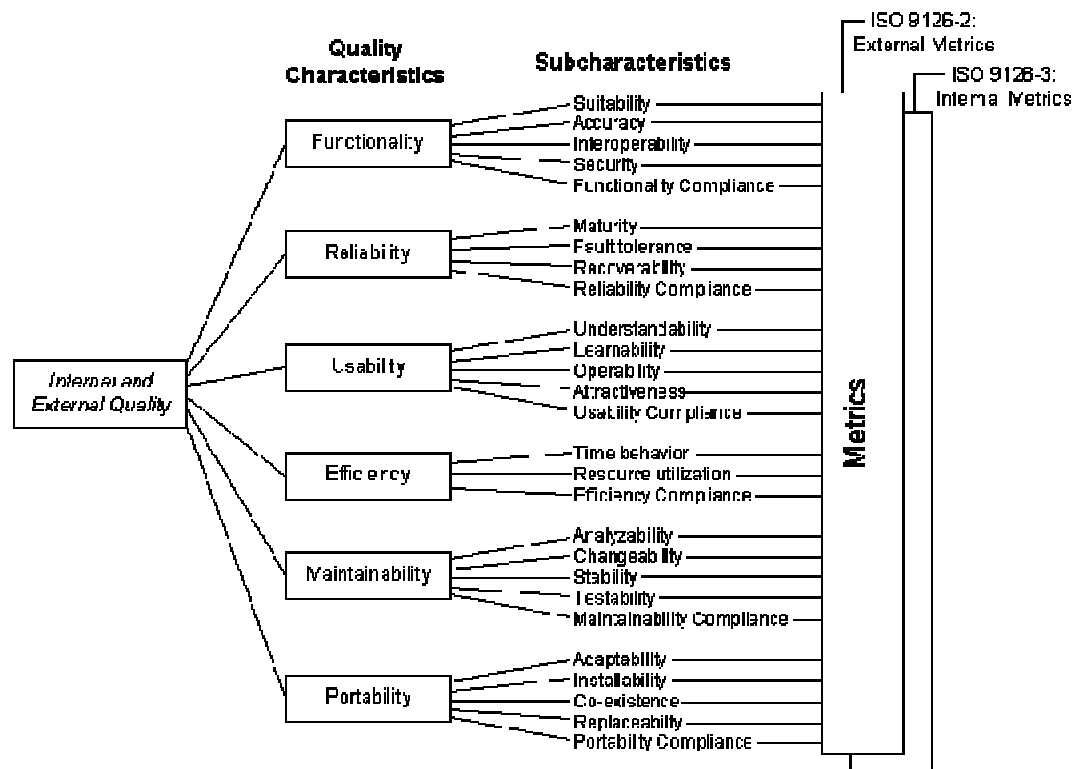 ISO 9126-2:
External Metrics
ISO 9126-3:
Internal Metrics
Quality
Characteristics
Subcharacteristics
Functionality
Suitability
Accuracy
Interoperability
Security
Functionality Compliance
Reliability
Maturity
Fault tolerance
Recoverability
Reliability Compliance
Usability
Understandability
Learnability
Operability
Attractiveness
Usability Compliance
Internal and
External Quality
Efficiency
Time behavior
Resource utilization
Efficiency Compliance
Maintainability
Analyzability
Changeability
Stability
Testability
Maintainability Compliance
Portability
Adaptability
Installability
Co-existence
Replaceability
Portability Compliance
Metrics